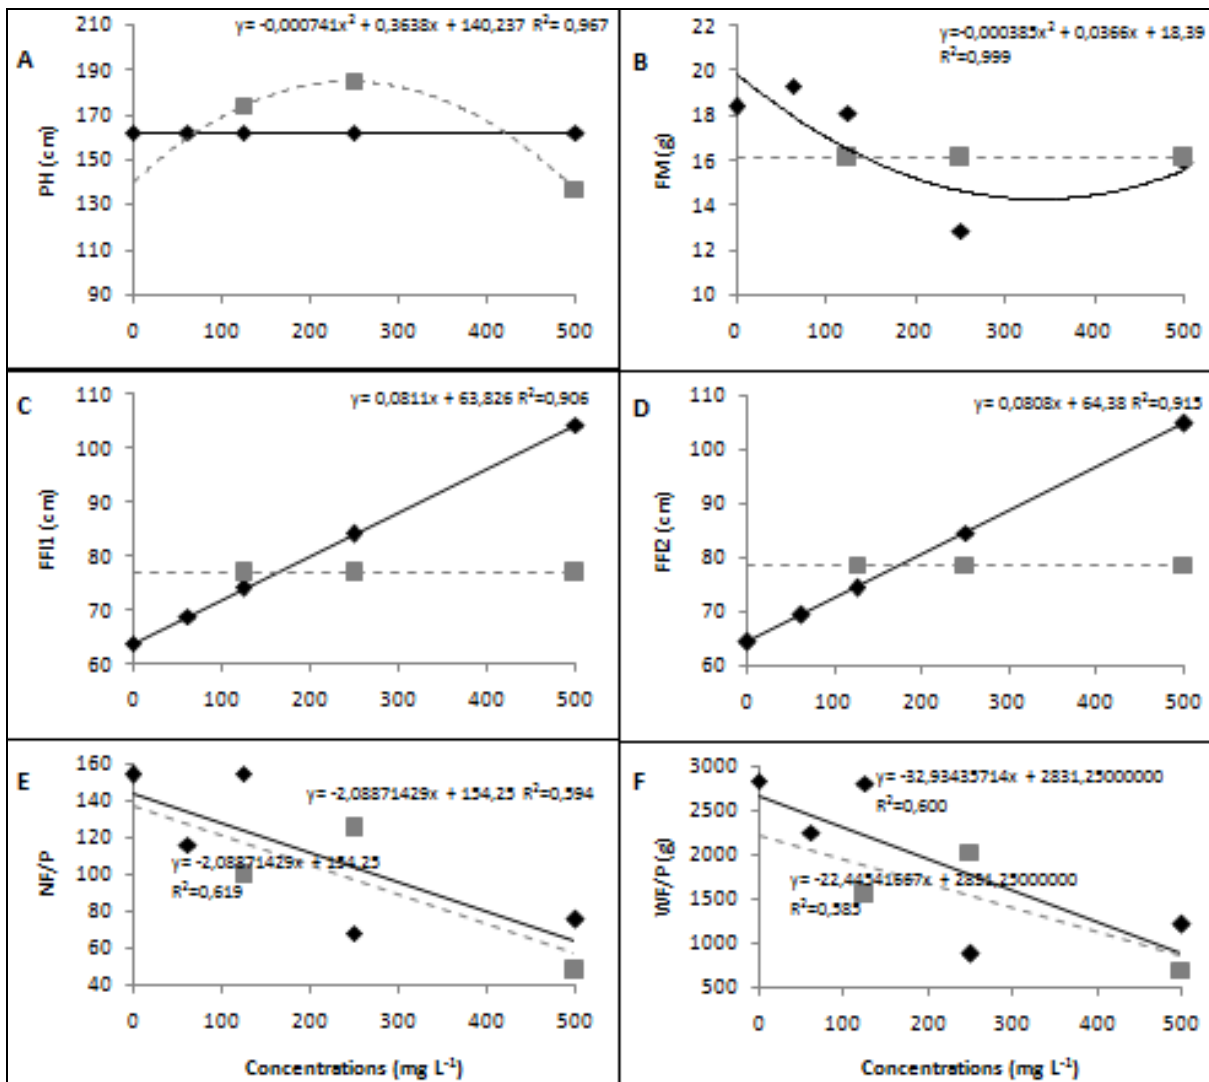 A
y= -0,000741x² + 0,3638x + 140,237 R²= 0,967
PH (cm)
210
190
170
150
130
110
90
0 100 200 300 400 500
B
y=-0,000385x² + 0,0366x + 18,39
R²=0,999
FM (g)
22
20
18
16
14
12
10
0 100 200 300 400 500
C
y= 0,0811x + 63,826 R²=0,906
FFI1 (cm)
110
100
90
80
70
60
0 100 200 300 400 500
D
y= 0,0808x + 64,38 R²=0,915
FFI2 (cm)
110
100
90
80
70
60
0 100 200 300 400 500
E
y= -2,08871429x + 154,25 R²=0,594
y= -2,08871429x + 154,25
R²=0,619
NF/P
160
140
120
100
80
60
40
0 100 200 300 400 500
Concentrations (mg L⁻¹)
F
y= -32,93435714x + 2831,25000000
R²=0,600
y= -22,44541667x + 2831,25000000
R²=0,585
WF/P (g)
3000
2500
2000
1500
1000
500
0 100 200 300 400 500
Concentrations (mg L⁻¹)